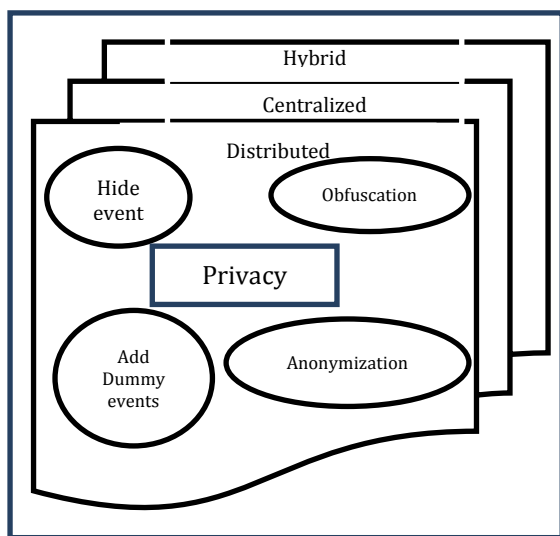 Hybrid
Centralized
Distributed
Hide
event
Obfuscation
Privacy
Add
Dummy
events
Anonymization